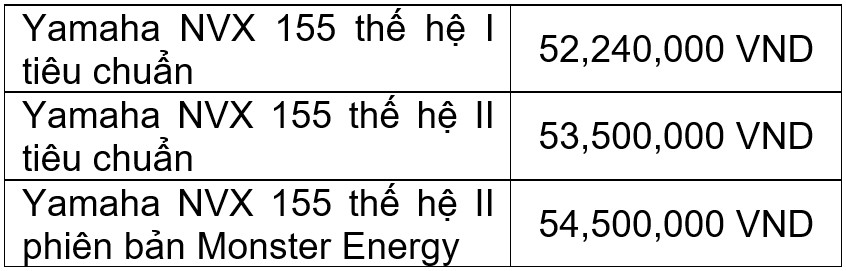 Yamaha NVX 155 thế hệ I
tiêu chuẩn
52,240,000 VND
Yamaha NVX 155 thế hệ II
tiêu chuẩn
53,500,000 VND
Yamaha NVX 155 thế hệ II
phiên bản Monster Energy
54,500,000 VND